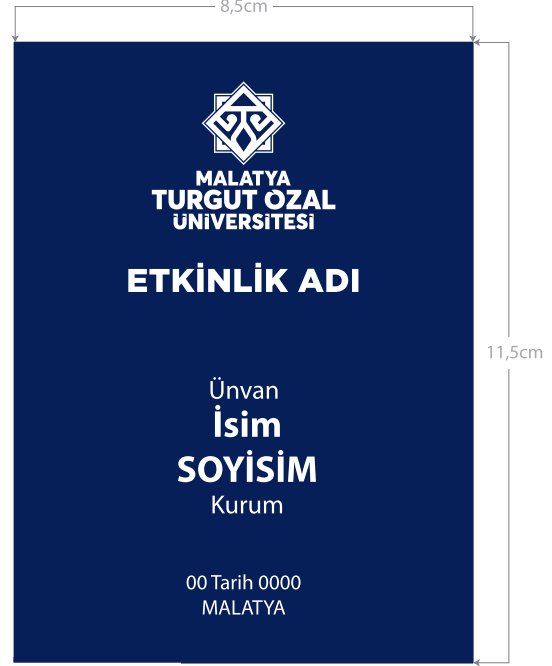 8,5cm
MALATYA
TURGUT ÖZAL
ÜNİVERSİTESİ
ETKİNLİK ADI
11,5cm
Ünvan
İsim
SOYİSİM
Kurum
00 Tarih 0000
MALATYA